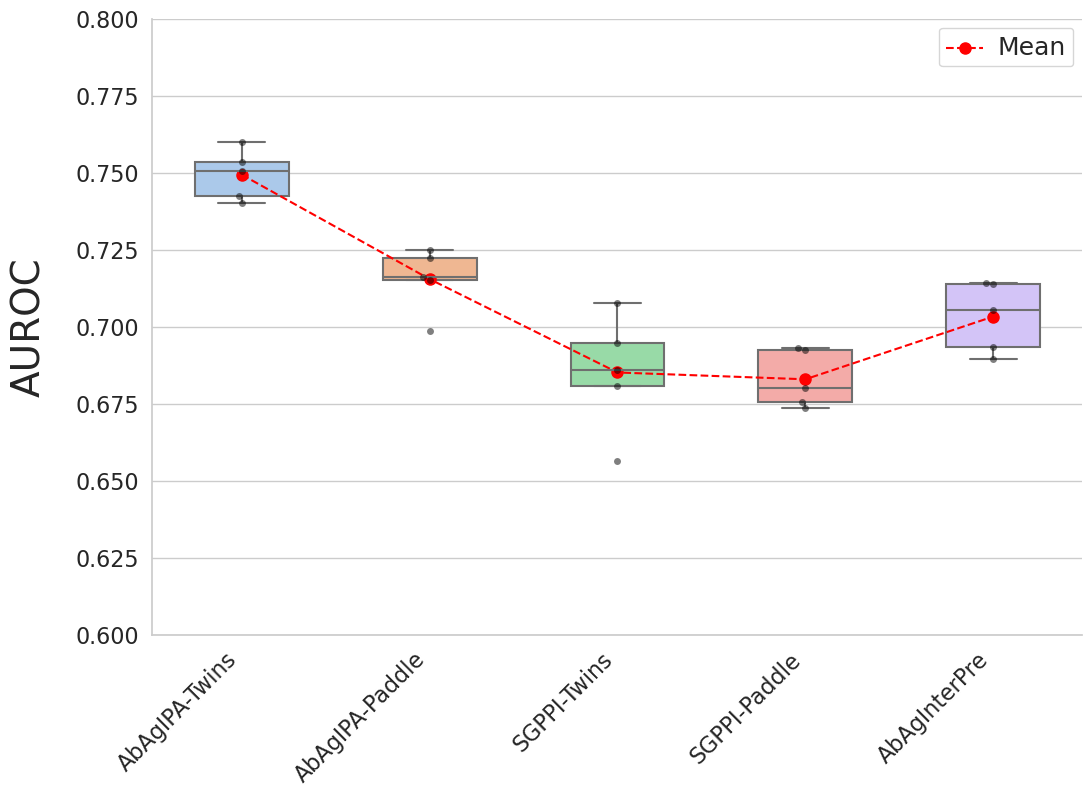 0.800
Mean
0.775
0.750
0.725
0.700
AUROC
0.675
0.650
0.625
0.600
AbAgIPA-Twins
AbAgIPA-Paddle
SGPPI-Twins
SGPPI-Paddle
AbAgInterPre